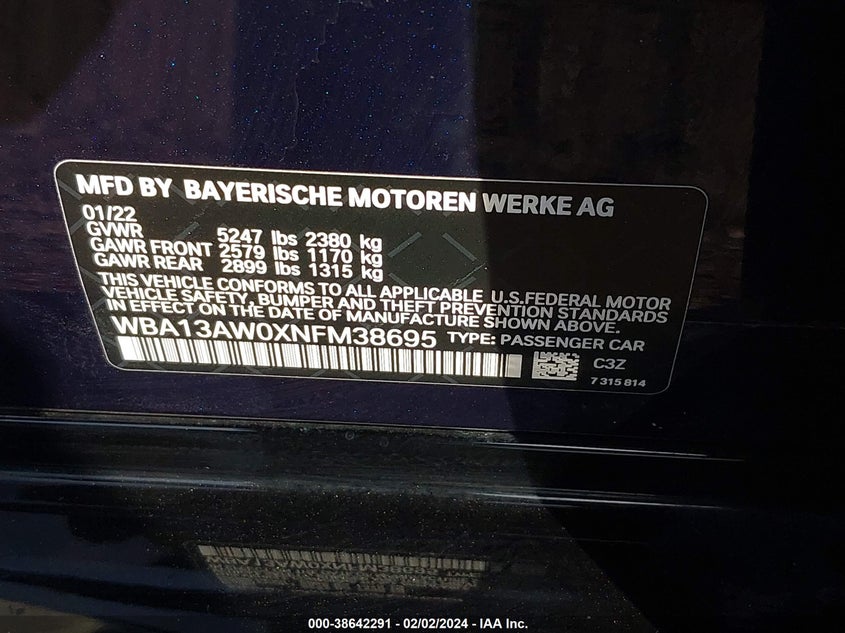 MFD BY BAYERISCHE MOTOREN WERKE AG
01/22
GVWR 5247 lbs 2380 kg
GAWR FRONT 2579 lbs 1170 kg
GAWR REAR 2899 lbs 1315 kg
THIS VEHICLE CONFORMS TO ALL APPLICABLE U.S.FEDERAL MOTOR
VEHICLE SAFETY, BUMPER AND THEFT PREVENTION STANDARDS
IN EFFECT ON THE DATE OF MANUFACTURE SHOWN ABOVE.
WBA13AW0XNFM38695 TYPE: PASSENGER CAR
C3Z
7 315 814
000-38642291 - 02/02/2024 - IAA Inc.